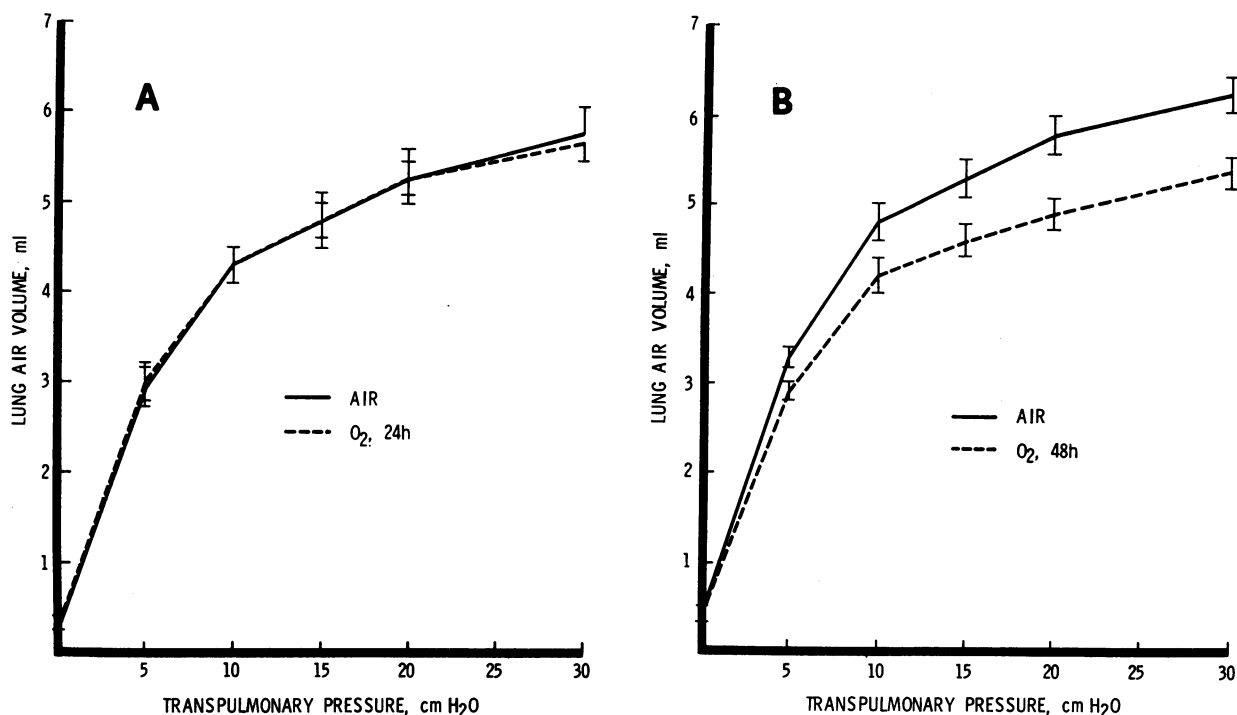 A
LUNG AIR VOLUME, ml
7
6
5
4
3
2
1
AIR
O₂, 24h
5
10
15
20
30
TRANSPULMONARY PRESSURE, cm H₂O
B
LUNG AIR VOLUME, ml
7
6
5
4
3
2
1
AIR
O₂, 48h
5
10
15
20
25
30
TRANSPULMONARY PRESSURE, cm H₂O